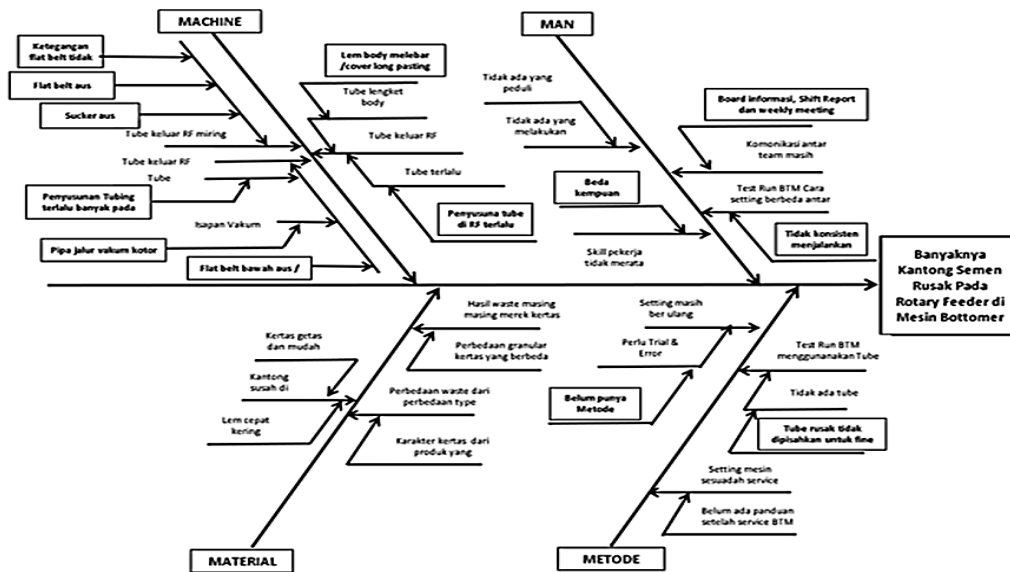 MACHINE
MAN
Ketegangan
flat belt tidak
Flat belt aus
Sucker aus
Tube keluar RF miring
Tube keluar RF
Tube
Penyusunan Tubing
terlalu banyak pada
Isapan Vakum
Pipa jalur vakum kotor
Flat belt bawah aus /
Lem body melebar
/cover long pasting
Tube lengket
body
Tube keluar RF
Tube terlalu
Penyusuna tube
di RF terlalu
Tidak ada yang
peduli
Tidak ada yang
melakukan
Beda
kempuan
Skill pekerja
tidak merata
Board informasi, Shift Report
dan weekly meeting
Komonikasi antar
team masih
Test Run BTM Cara
setting berbeda antar
Tidak konsisten
menjalankan
Banyaknya
Kantong Semen
Rusak Pada
Rotary Feeder di
Mesin Bottomer
Kertas getas
dan mudah
Kantong
susah di
Lem cepat
kering
Hasil waste masing
masing merek kertas
Perbedaan granular
kertas yang berbeda
Perbedaan waste dari
perbedaan type
Karakter kertas dari
produk yang
Setting masih
ber ulang
Perlu Trial &
Error
Belum punya
Metode
Test Run BTM
menggunanakan Tube
Tidak ada tube
Tube rusak tidak
dipisahkan untuk fine
Setting mesin
sesuadah service
Belum ada panduan
setelah service BTM
MATERIAL
METODE